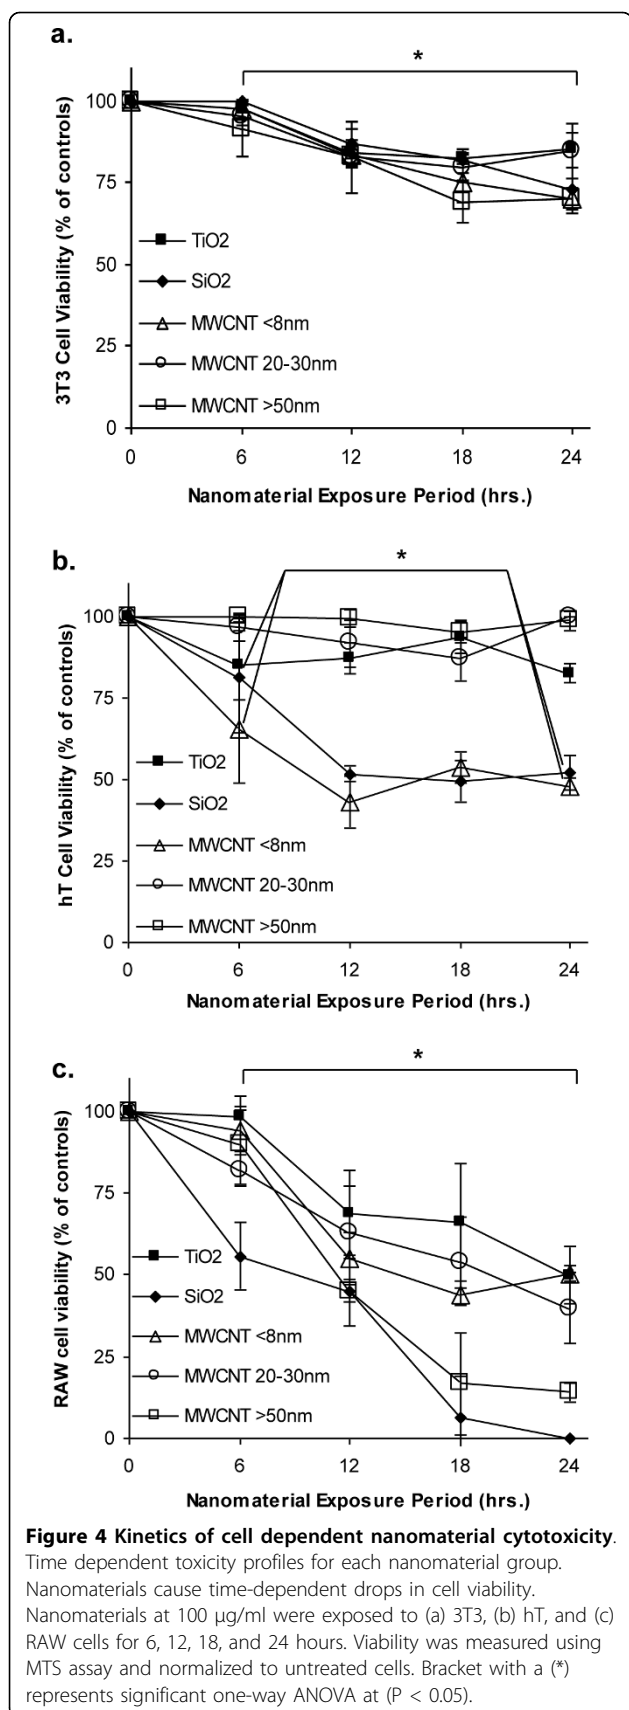 a.
*
3T3 Cell Viability (% of controls)
100
75
50
25
0
TiO2
SiO2
MWCNT <8nm
MWCNT 20-30nm
MWCNT >50nm
0 6 12 18 24
Nanomaterial Exposure Period (hrs.)
b.
*
hT Cell Viability (% of controls)
100
75
50
25
0
TiO2
SiO2
MWCNT <8nm
MWCNT 20-30nm
MWCNT >50nm
0 6 12 18 24
Nanomaterial Exposure Period (hrs.)
c.
*
RAW cell viability (% of controls)
100
75
50
25
0
TiO2
SiO2
MWCNT <8nm
MWCNT 20-30nm
MWCNT >50nm
0 6 12 18 24
Nanomaterial Exposure Period (hrs.)
Figure 4 Kinetics of cell dependent nanomaterial cytotoxicity.
Time dependent toxicity profiles for each nanomaterial group.
Nanomaterials cause time-dependent drops in cell viability.
Nanomaterials at 100 μg/ml were exposed to (a) 3T3, (b) hT, and (c)
RAW cells for 6, 12, 18, and 24 hours. Viability was measured using
MTS assay and normalized to untreated cells. Bracket with a (*)
represents significant one-way ANOVA at (P < 0.05).